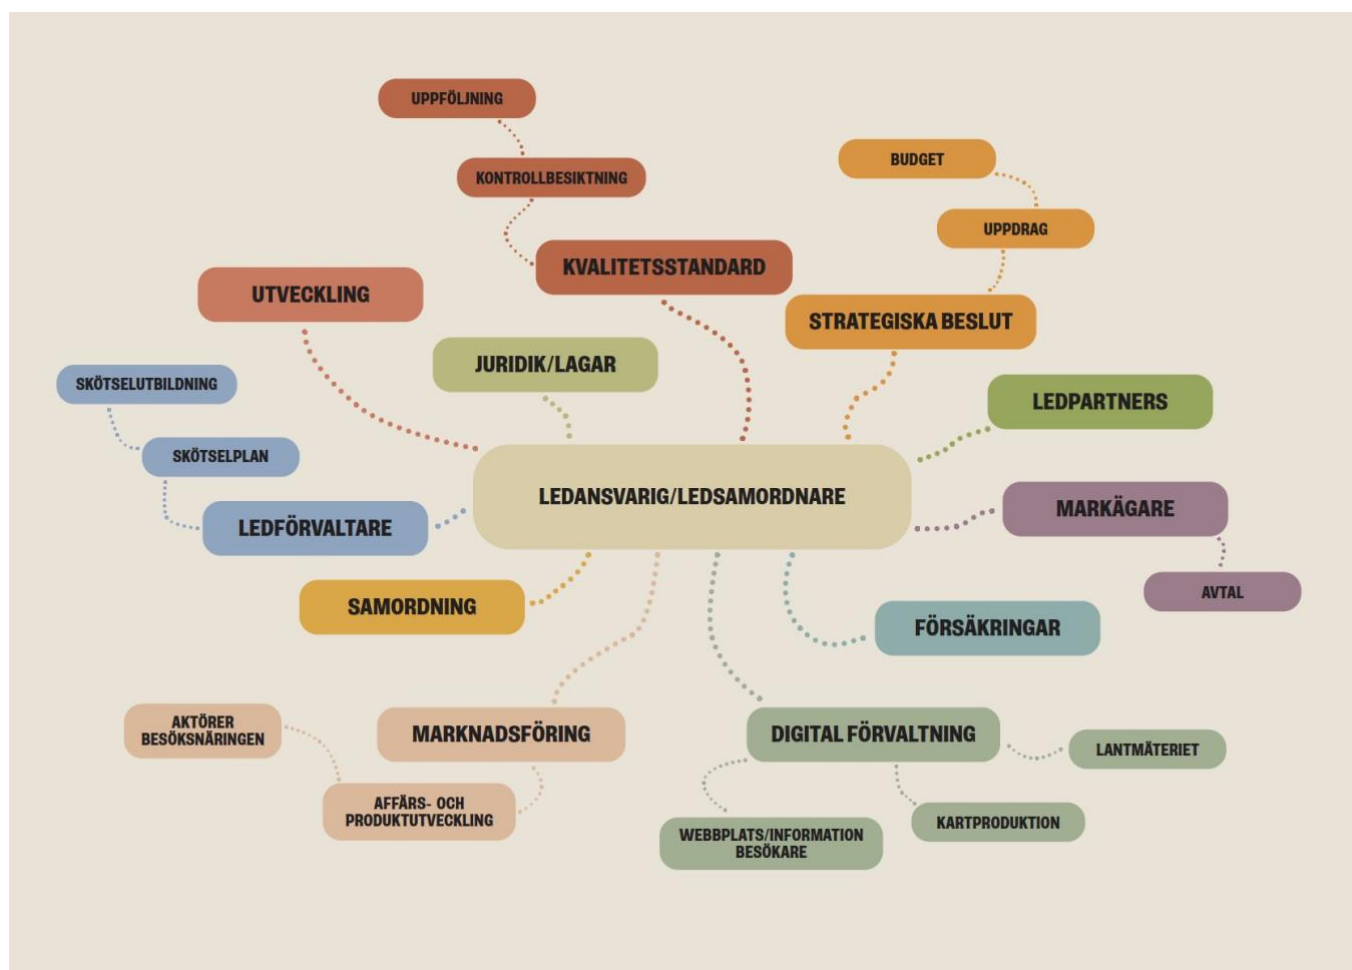 UPPFÖLJNING
BUDGET
KONTROLLBESIKTNING
UPPDRAG
KVALITETSSTANDARD
UTVECKLING
STRATEGISKA BESLUT
JURIDIK/LAGAR
SKÖTSELUTBILDNING
LEDPARTNERS
SKÖTSELPLAN
LEDANSVARIG/LEDSAMORDNARE
MARKÄGARE
LEDFÖRVALTARE
AVTAL
SAMORDNING
FÖRSÄKRINGAR
AKTÖRER
BESÖKSNÄRINGEN
MARKNADSFÖRING
DIGITAL FÖRVALTNING
LANTMÄTERIET
AFFÄRS- OCH
PRODUKTUTVECKLING
KARTPRODUKTION
WEBBPLATS/INFORMATION
BESÖKARE